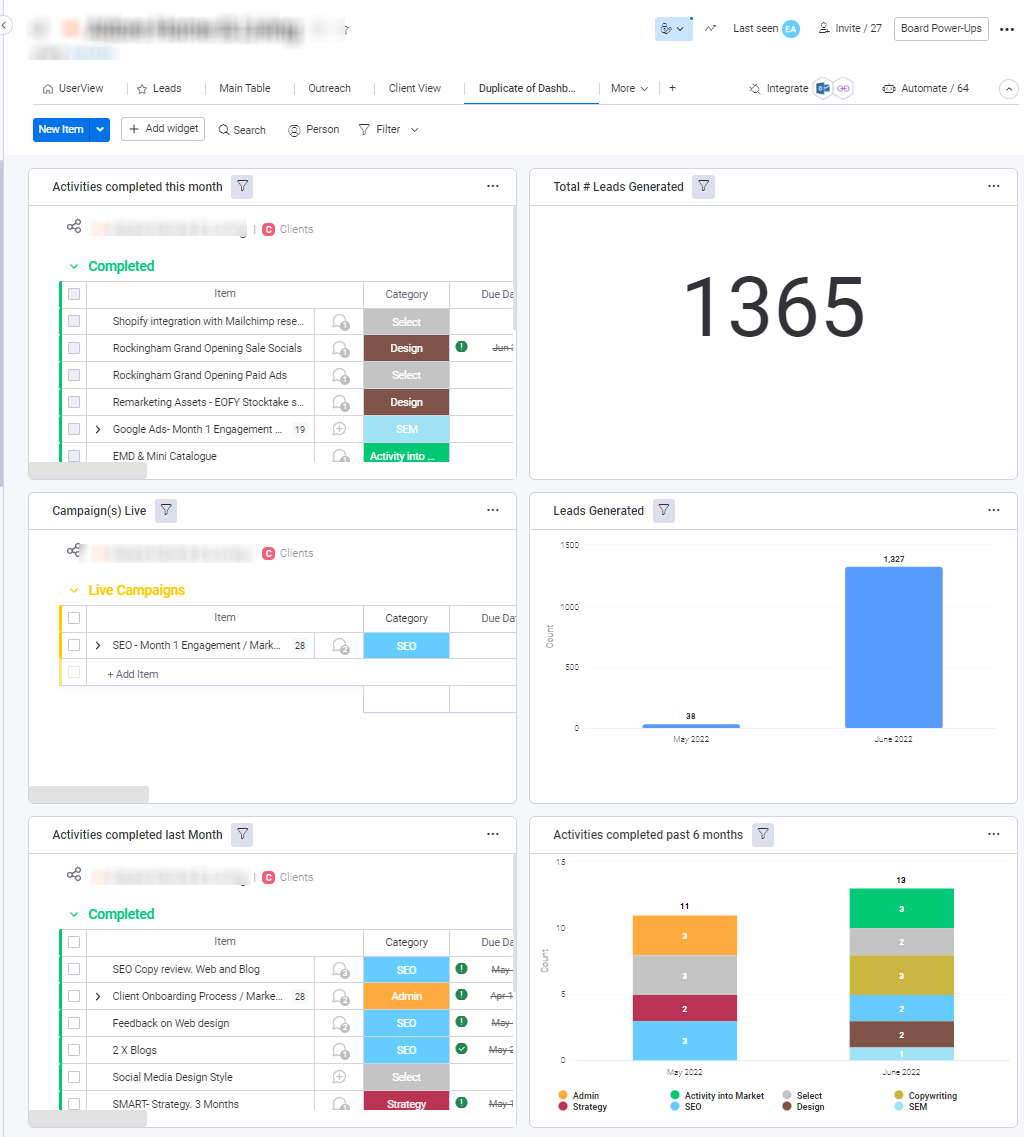 Last seen EA Invite / 27 Board Power-Ups
UserView Leads Main Table Outreach Client View Duplicate of Dashb... More + Integrate Automate / 64
New Item + Add widget Search Person Filter
Activities completed this month
C Clients
Completed
Item Category Due Da
Shopify integration with Mailchimp rese... 1 Select
Rockingham Grand Opening Sale Socials 1 Design ! Jun
Rockingham Grand Opening Paid Ads 1 Select
Remarketing Assets - EOFY Stocktake s... 1 Design
Google Ads- Month 1 Engagement ... 19 SEM
EMD & Mini Catalogue Activity into ...
Total # Leads Generated
1365
Campaign(s) Live
C Clients
Live Campaigns
Item Category Due Da
SEO - Month 1 Engagement / Mark... 28 2 SEO
+ Add Item
Leads Generated
1500
1,327
1000
Count
500
38
0
May 2022 June 2022
Activities completed last Month
C Clients
Completed
Item Category Due Da
SEO Copy review. Web and Blog 3 SEO ! May
Client Onboarding Process / Marke... 28 2 Admin ! Apr 1
Feedback on Web design 2 SEO ! May
2 X Blogs 1 SEO May 2
Social Media Design Style Select
SMART- Strategy. 3 Months Strategy ! May 1
Activities completed past 6 months
15
13
11
3
3
10
2
Count
3
3
5
2
2
3
2
1
0
May 2022 June 2022
Admin Activity into Market Select Copywriting
Strategy SEO Design SEM